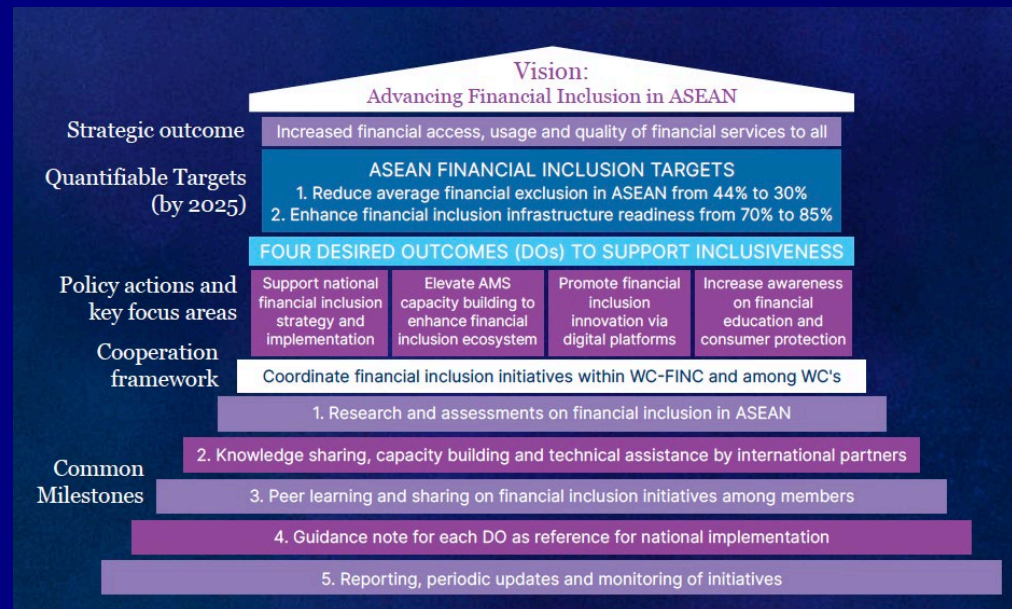 Vision:
Advancing Financial Inclusion in ASEAN
Strategic outcome
Increased financial access, usage and quality of financial services to all
Quantifiable Targets
(by 2025)
ASEAN FINANCIAL INCLUSION TARGETS
1. Reduce average financial exclusion in ASEAN from 44% to 30%
2. Enhance financial inclusion infrastructure readiness from 70% to 85%
FOUR DESIRED OUTCOMES (DOs) TO SUPPORT INCLUSIVENESS
Policy actions and
key focus areas
Support national
financial inclusion
strategy and
implementation
Elevate AMS
capacity building to
enhance financial
inclusion ecosystem
Promote financial
inclusion
innovation via
digital platforms
Increase awareness
on financial
education and
consumer protection
Cooperation
framework
Coordinate financial inclusion initiatives within WC-FINC and among WC's
Common
Milestones
1. Research and assessments on financial inclusion in ASEAN
2. Knowledge sharing, capacity building and technical assistance by international partners
3. Peer learning and sharing on financial inclusion initiatives among members
4. Guidance note for each DO as reference for national implementation
5. Reporting, periodic updates and monitoring of initiatives